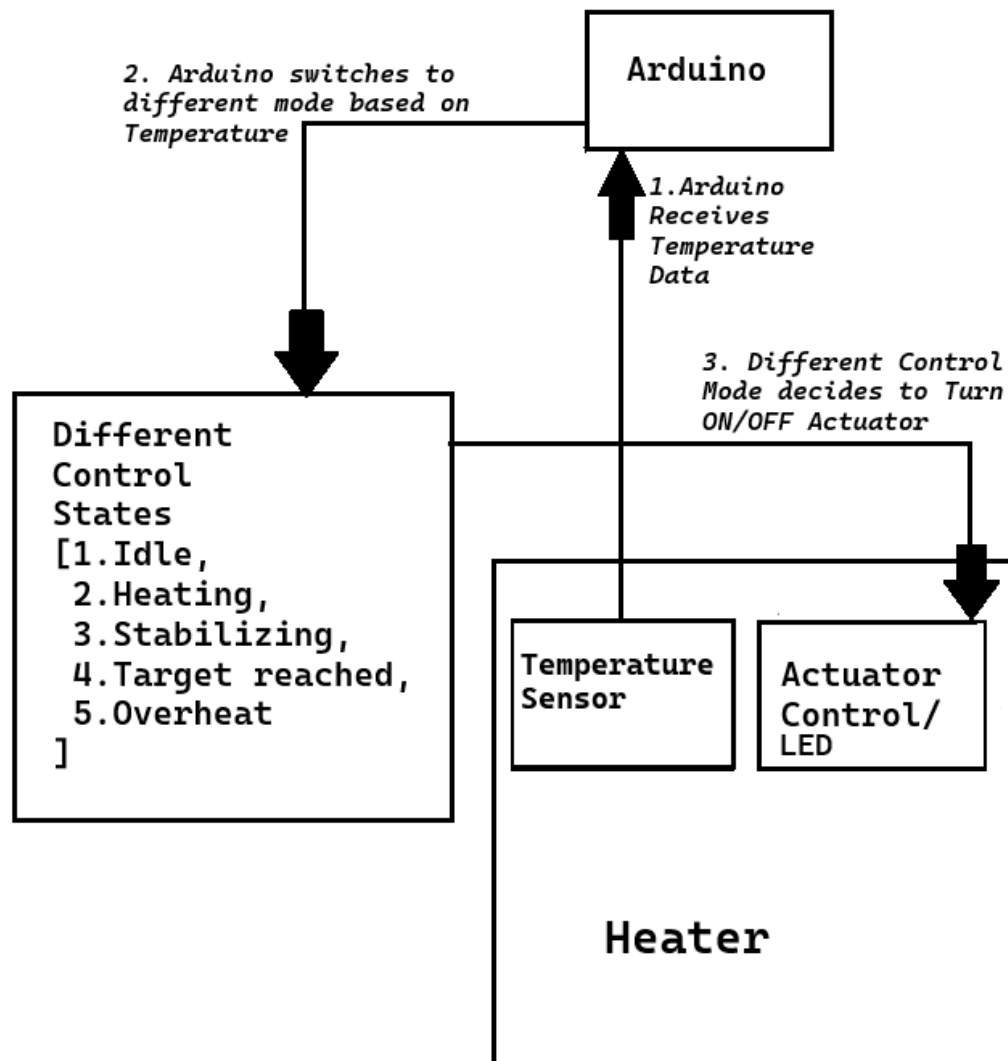 Arduino
2. Arduino switches to
different mode based on
Temperature
1.Arduino
Receives
Temperature
Data
3. Different Control
Mode decides to Turn
ON/OFF Actuator
Different
Control
States
[1.Idle,
2.Heating,
3.Stabilizing,
4.Target reached,
5.Overheat
]
Temperature
Sensor
Actuator
Control/
LED
Heater